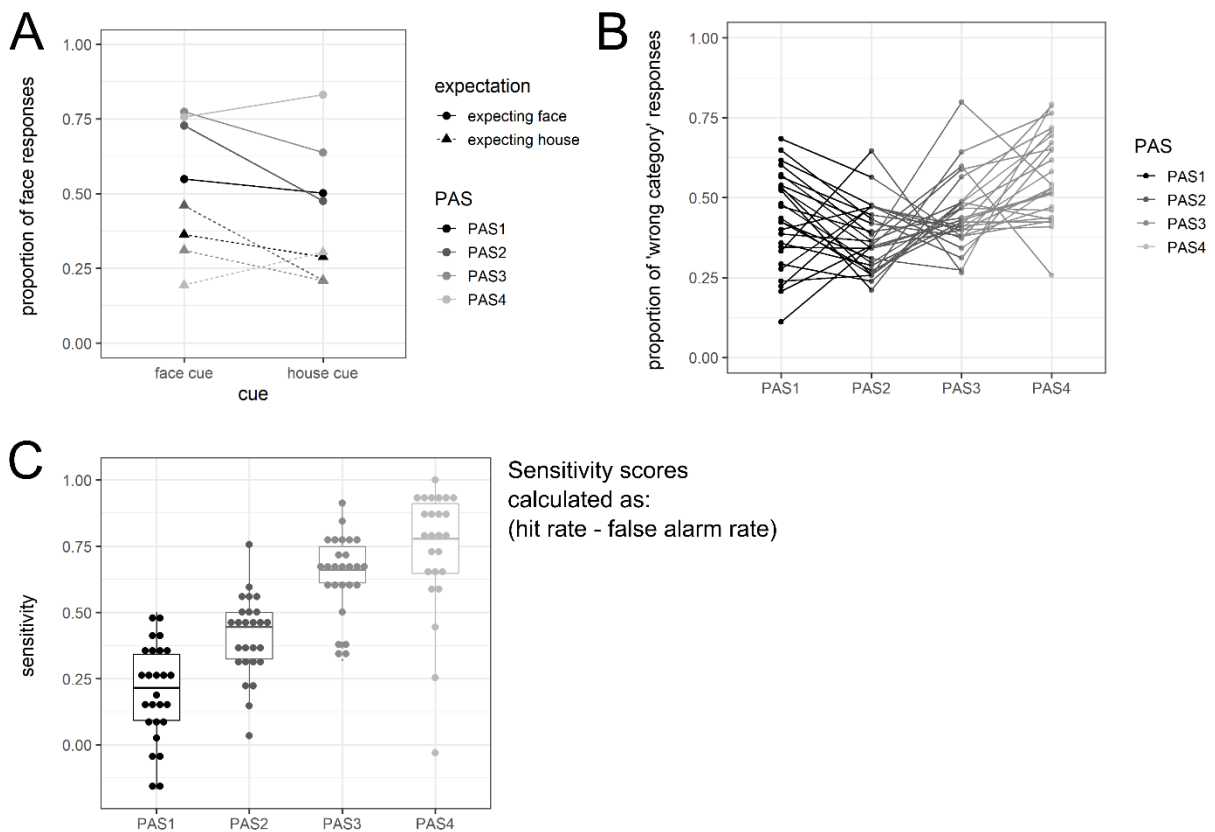 A
1.00
0.75
0.50
0.25
0.00
proportion of face responses
face cue
house cue
cue
expectation
expecting face
expecting house
PAS
PAS1
PAS2
PAS3
PAS4
B
1.00
0.75
0.50
0.25
0.00
proportion of 'wrong category' responses
PAS1
PAS2
PAS3
PAS4
PAS
PAS1
PAS2
PAS3
PAS4
C
1.00
0.75
0.50
0.25
0.00
sensitivity
PAS1
PAS2
PAS3
PAS4
Sensitivity scores
calculated as:
(hit rate - false alarm rate)